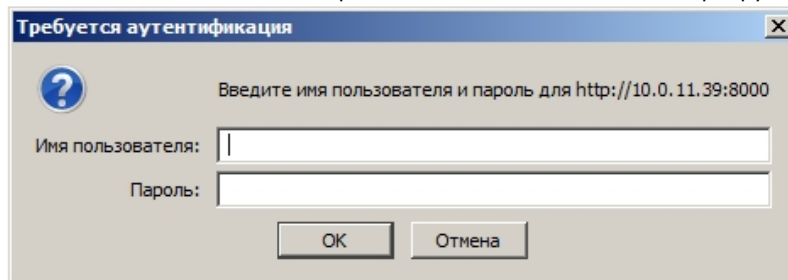 Требуется аутентификация
Введите имя пользователя и пароль для http://10.0.11.39:8000
Имя пользователя:
Пароль:
OK
Отмена